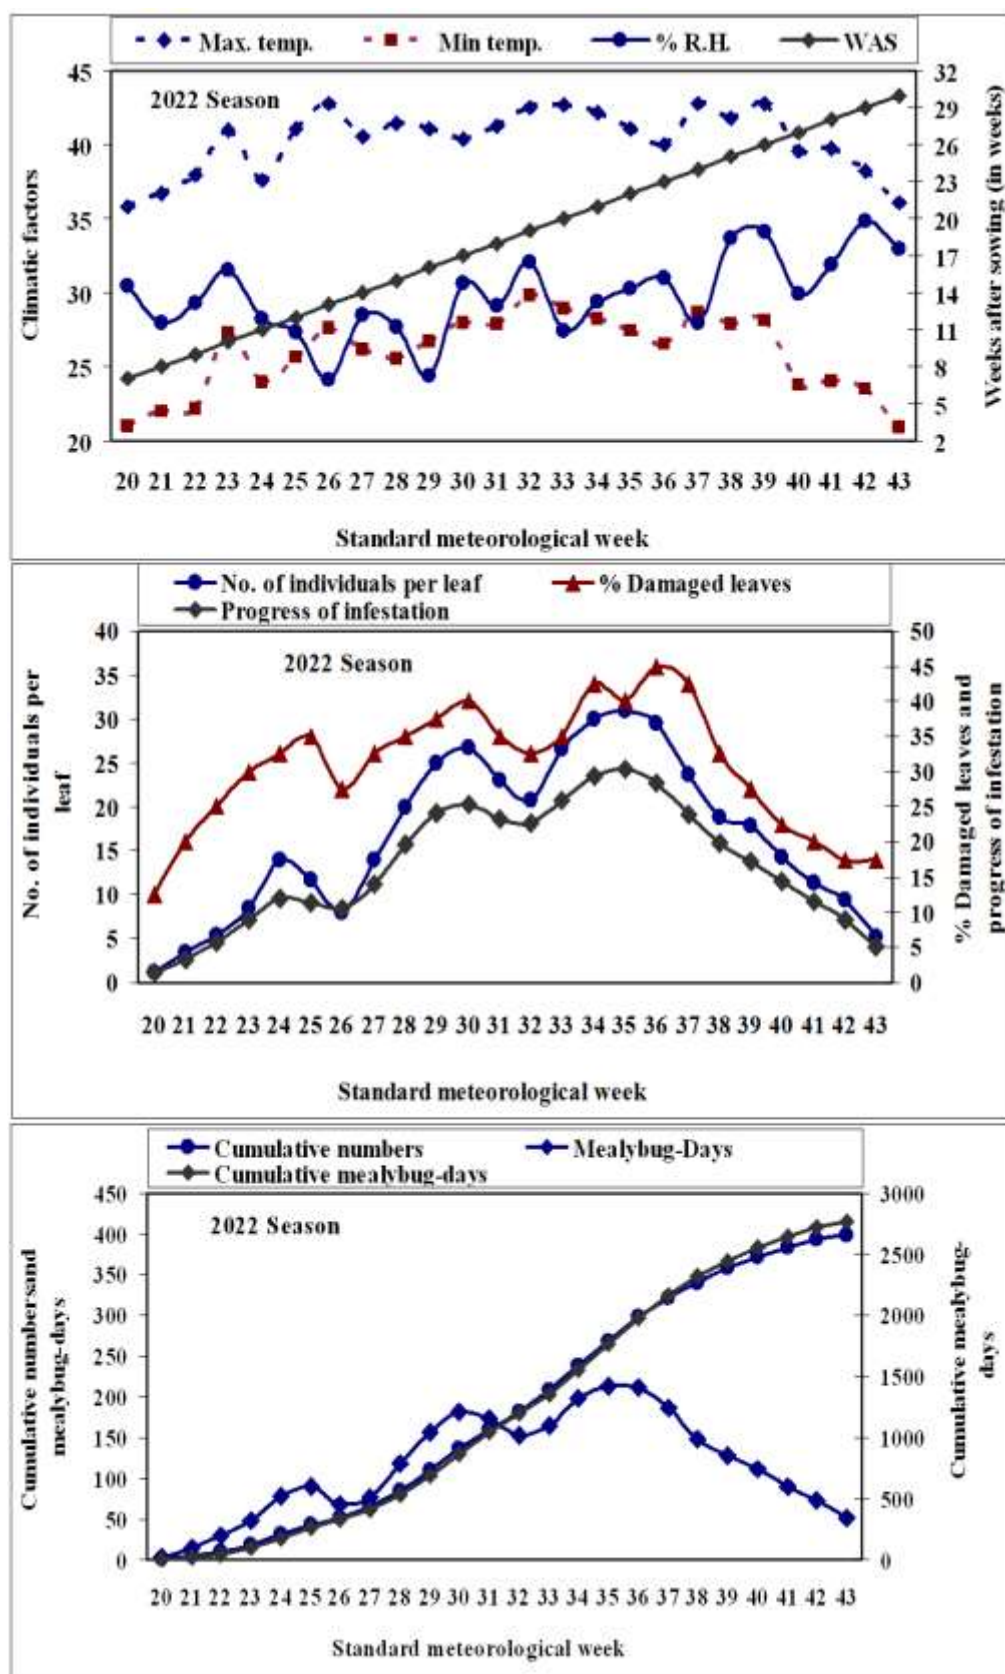 Max. temp. Min temp. % R.H. WAS
2022 Season
Climatic factors
45
40
35
30
25
20
Weeks after sowing (in weeks)
32
29
26
23
20
17
14
11
8
5
2
20 21 22 23 24 25 26 27 28 29 30 31 32 33 34 35 36 37 38 39 40 41 42 43
Standard meteorological week
No. of individuals per leaf % Damaged leaves
Progress of infestation
2022 Season
No. of individuals per
leaf
40
35
30
25
20
15
10
5
0
% Damaged leaves and
progress of infestation
50
45
40
35
30
25
20
15
10
5
0
20 21 22 23 24 25 26 27 28 29 30 31 32 33 34 35 36 37 38 39 40 41 42 43
Standard meteorological week
Cumulative numbers Mealybug-Days
Cumulative mealybug-days
2022 Season
Cumulative numbersand
mealybug-days
450
400
350
300
250
200
150
100
50
0
Cumulative mealybug-
days
3000
2500
2000
1500
1000
500
0
20 21 22 23 24 25 26 27 28 29 30 31 32 33 34 35 36 37 38 39 40 41 42 43
Standard meteorological week